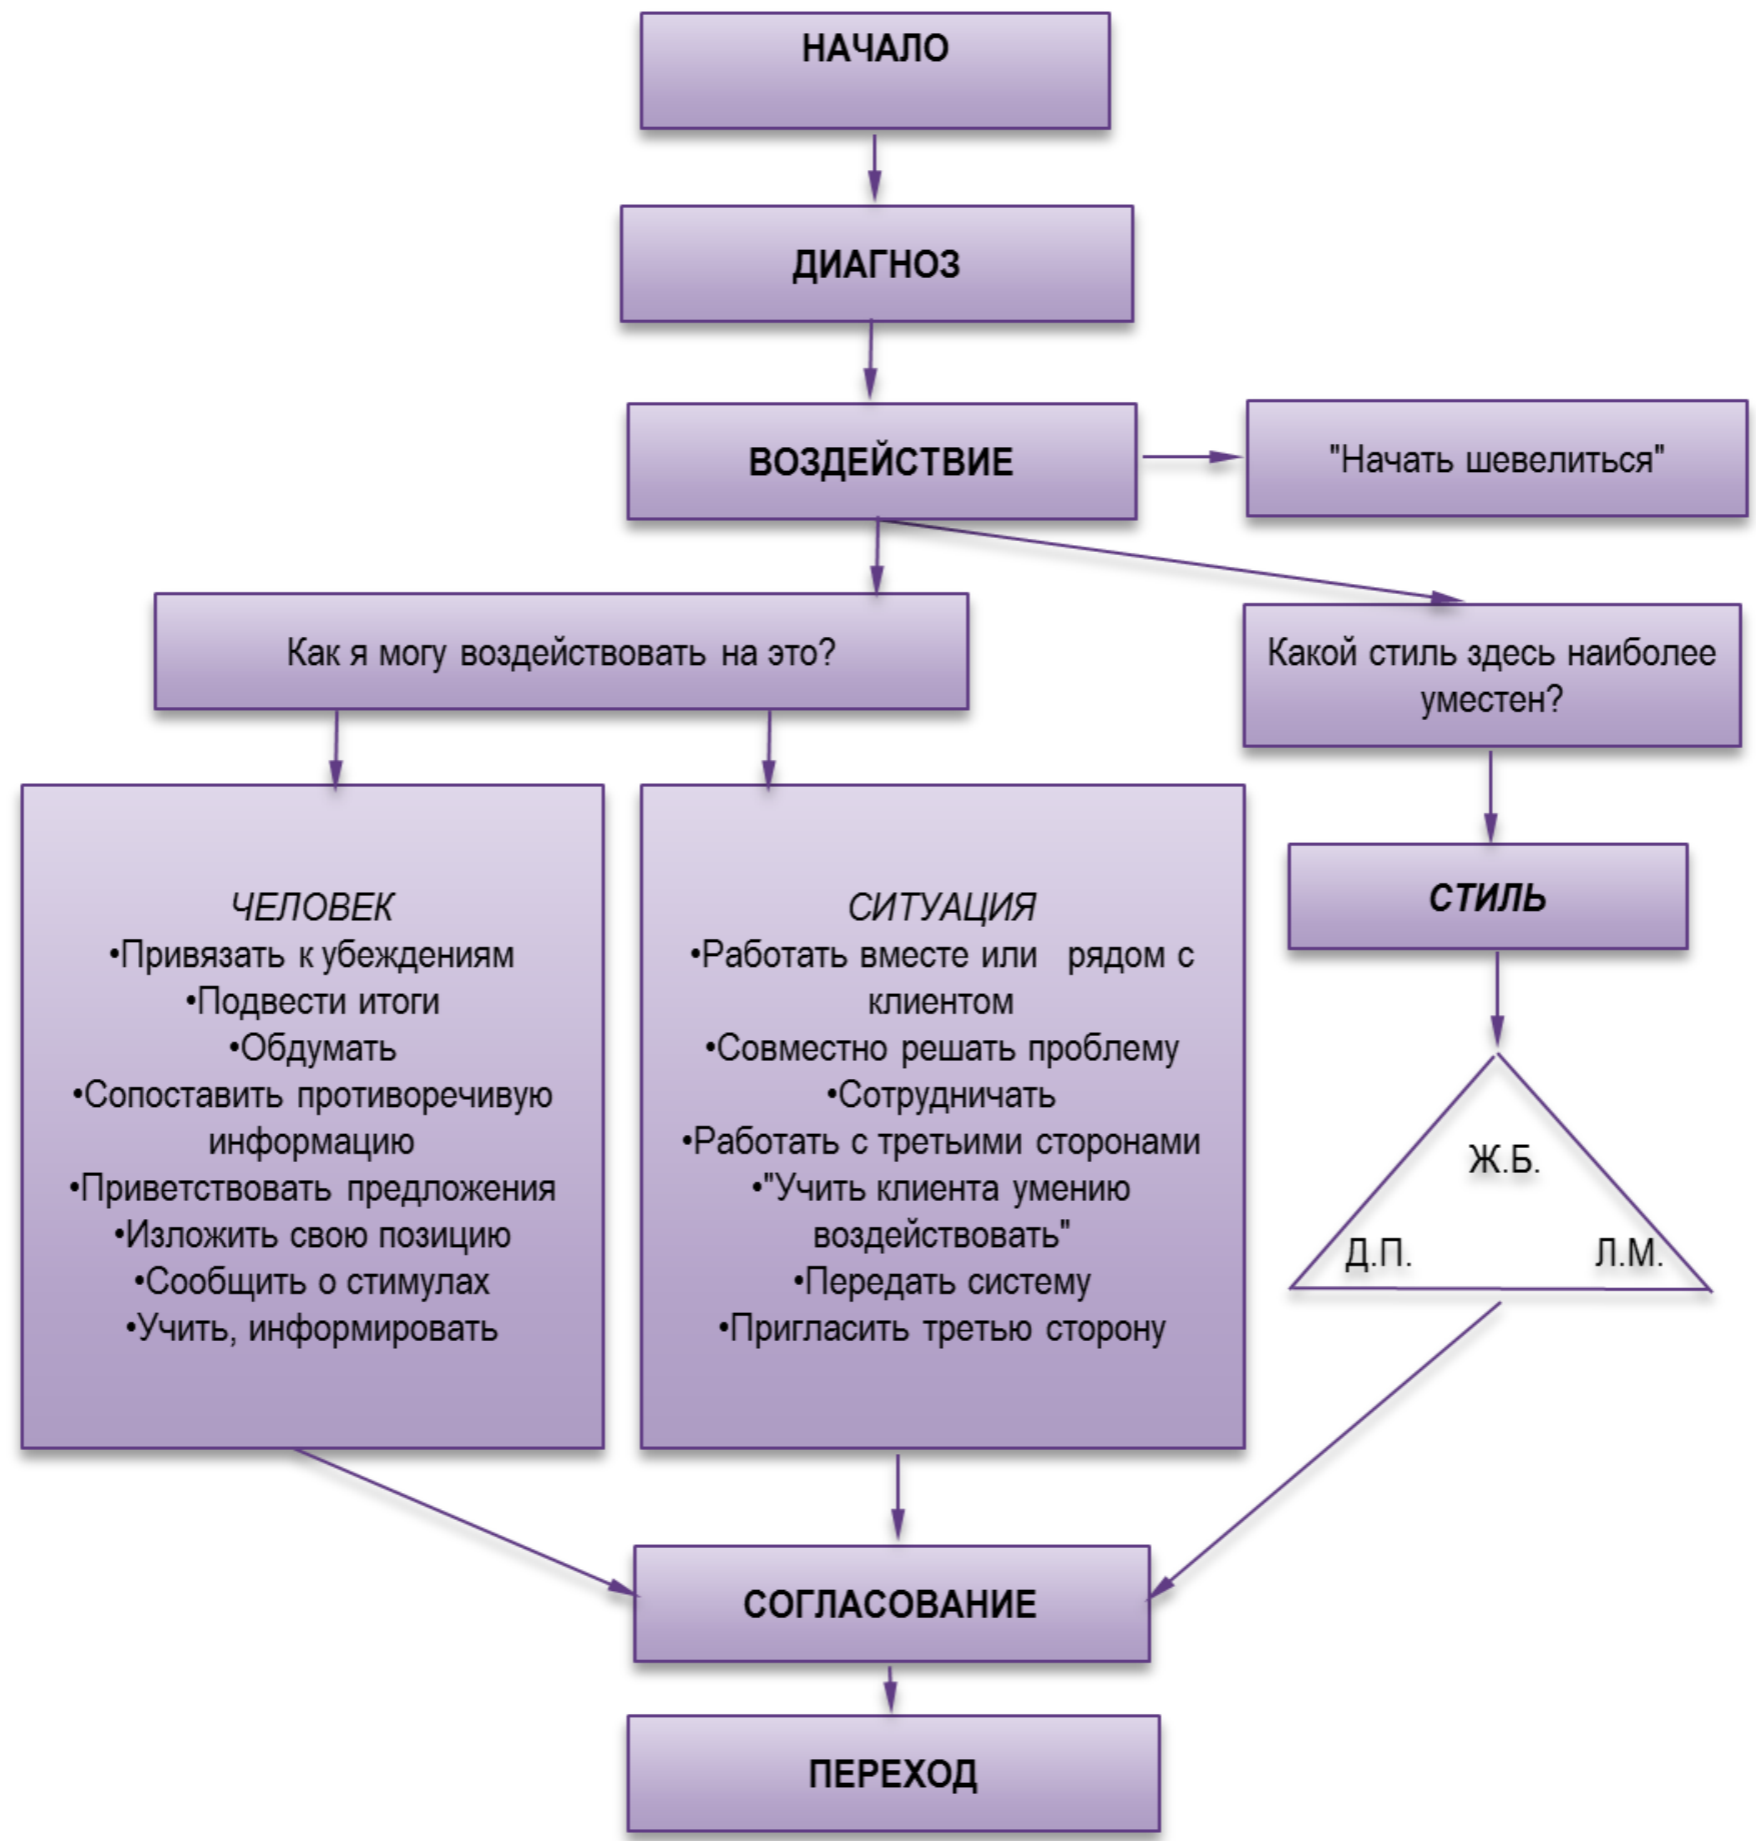 НАЧАЛО
ДИАГНОЗ
ВОЗДЕЙСТВИЕ
"Начать шевелиться"
Как я могу воздействовать на это?
Какой стиль здесь наиболее
уместен?
ЧЕЛОВЕК
•Привязать к убеждениям
•Подвести итоги
•Обдумать
•Сопоставить противоречивую
информацию
•Приветствовать предложения
•Изложить свою позицию
•Сообщить о стимулах
•Учить, информировать
СИТУАЦИЯ
•Работать вместе или рядом с
клиентом
•Совместно решать проблему
•Сотрудничать
•Работать с третьими сторонами
•"Учить клиента умению
воздействовать"
•Передать систему
•Пригласить третью сторону
СТИЛЬ
Ж.Б.
Д.П. Л.М.
СОГЛАСОВАНИЕ
ПЕРЕХОД